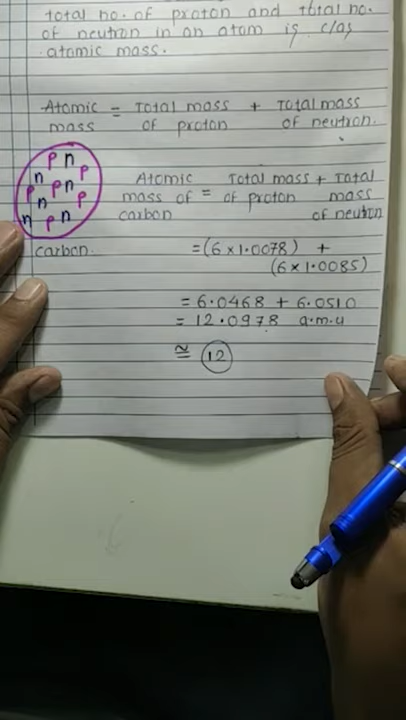 total no. of proton and total no.
of neutron in an atom is c/as
atomic mass.
Atomic = Total mass + Total mass
mass of proton of neutron.
p n
n p
p p n
n p
n p n
Atomic Total mass + Total
mass of = of proton mass
carbon of neutron
carbon. = (6 × 1.0078) +
(6 × 1.0085)
= 6.0468 + 6.0510
= 12.0978 a.m.u
≅ 12